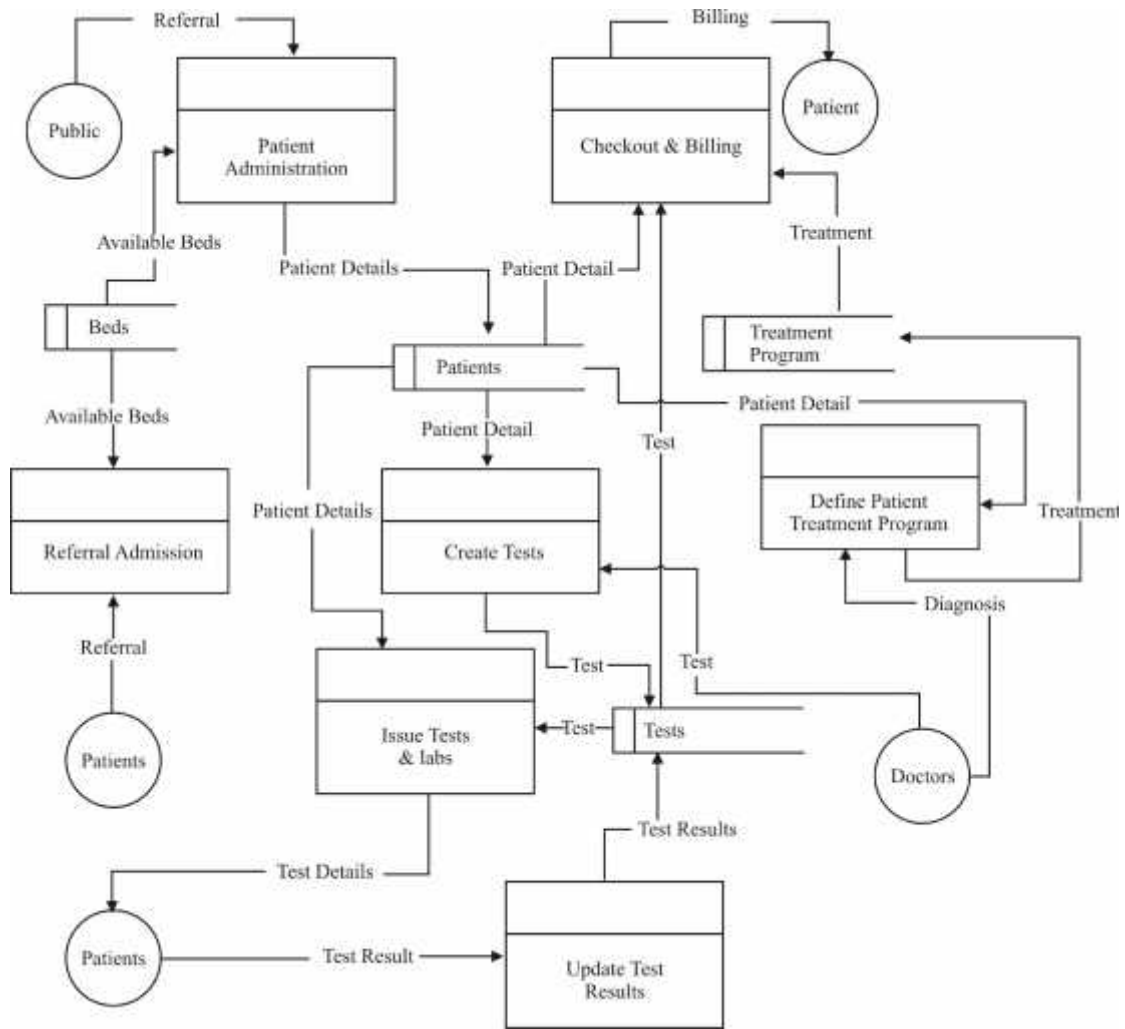 Referral
Billing
Public
Patient
Administration
Checkout & Billing
Patient
Available Beds
Patient Details
Patient Detail
Treatment
Beds
Patients
Treatment
Program
Available Beds
Patient Detail
Patient Detail
Test
Patient Details
Referral Admission
Create Tests
Define Patient
Treatment Program
Treatment
Diagnosis
Referral
Test
Test
Issue Tests
& Iabs
Test
Tests
Patients
Doctors
Test Results
Test Details
Patients
Test Result
Update Test
Results